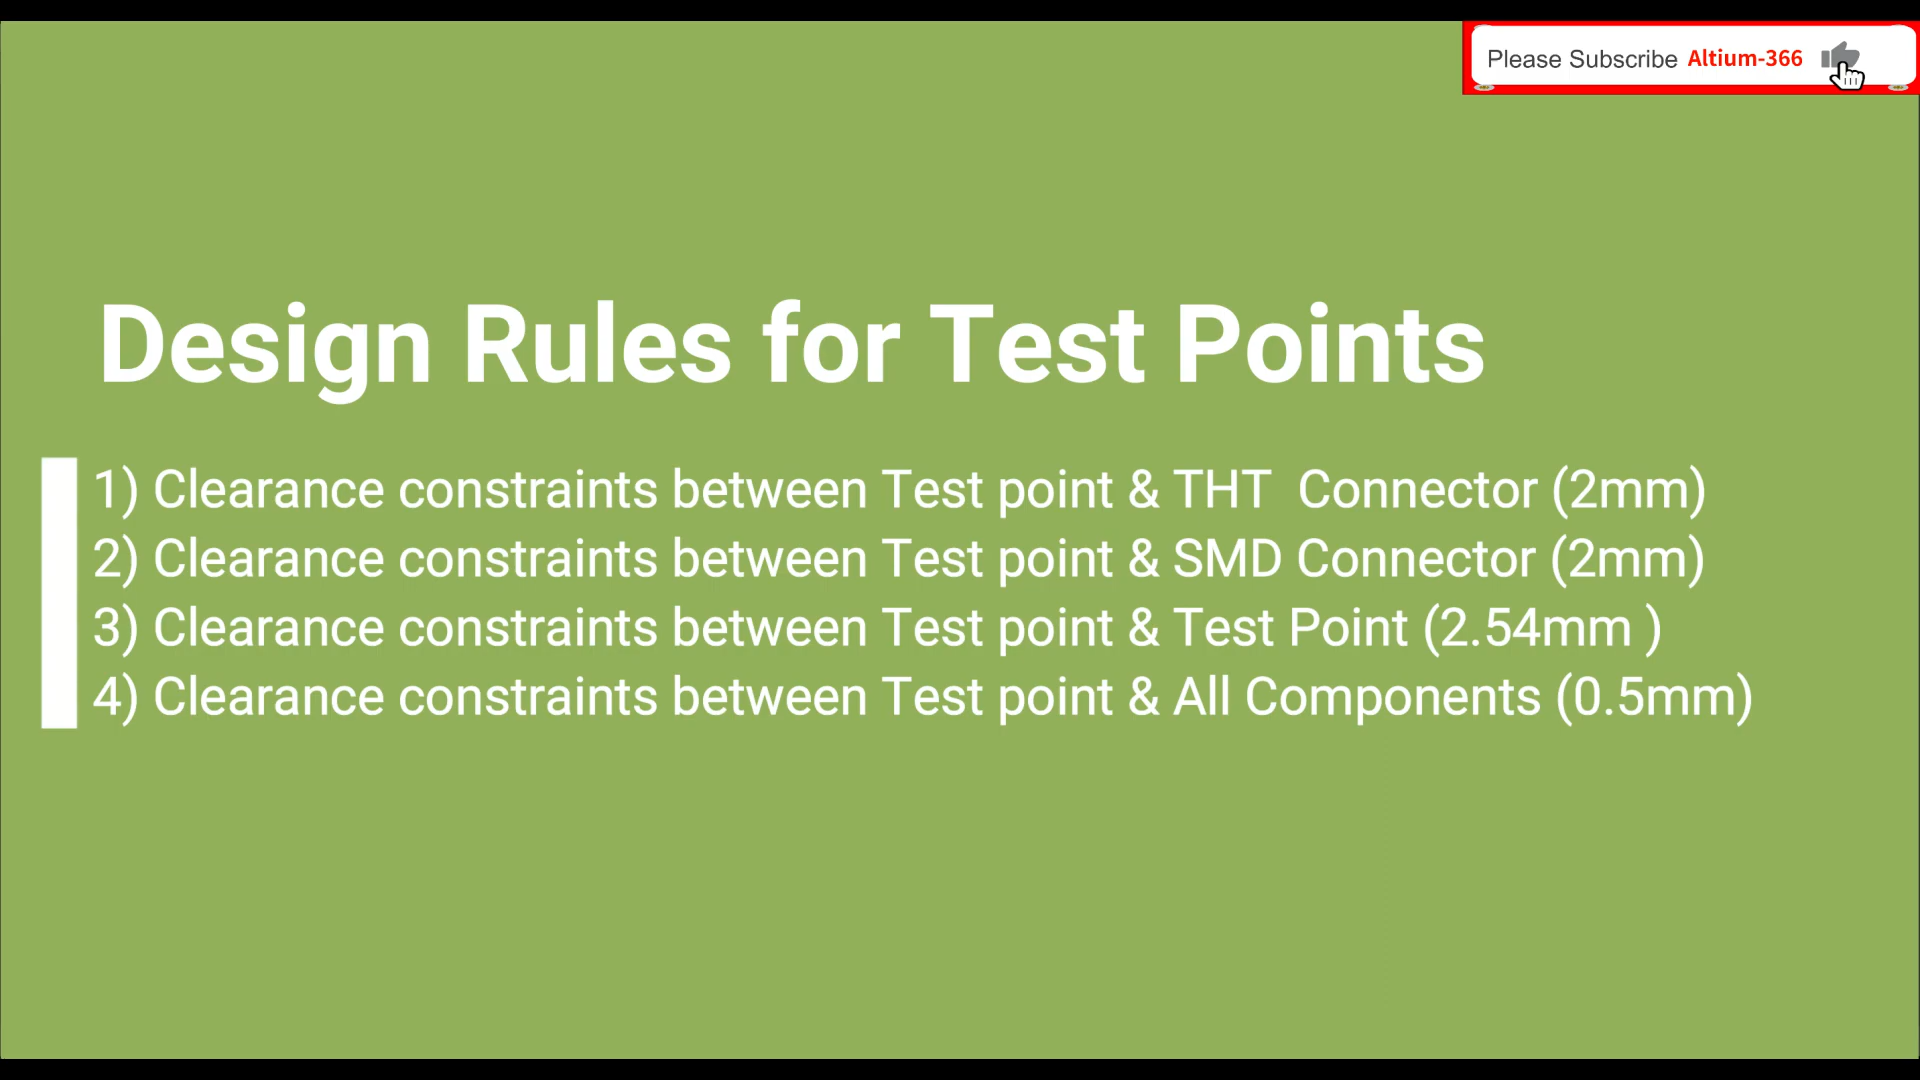 Please Subscribe Altium-366
Design Rules for Test Points
1) Clearance constraints between Test point & THT  Connector (2mm)
2) Clearance constraints between Test point & SMD Connector (2mm)
3) Clearance constraints between Test point & Test Point (2.54mm )
4) Clearance constraints between Test point & All Components (0.5mm)